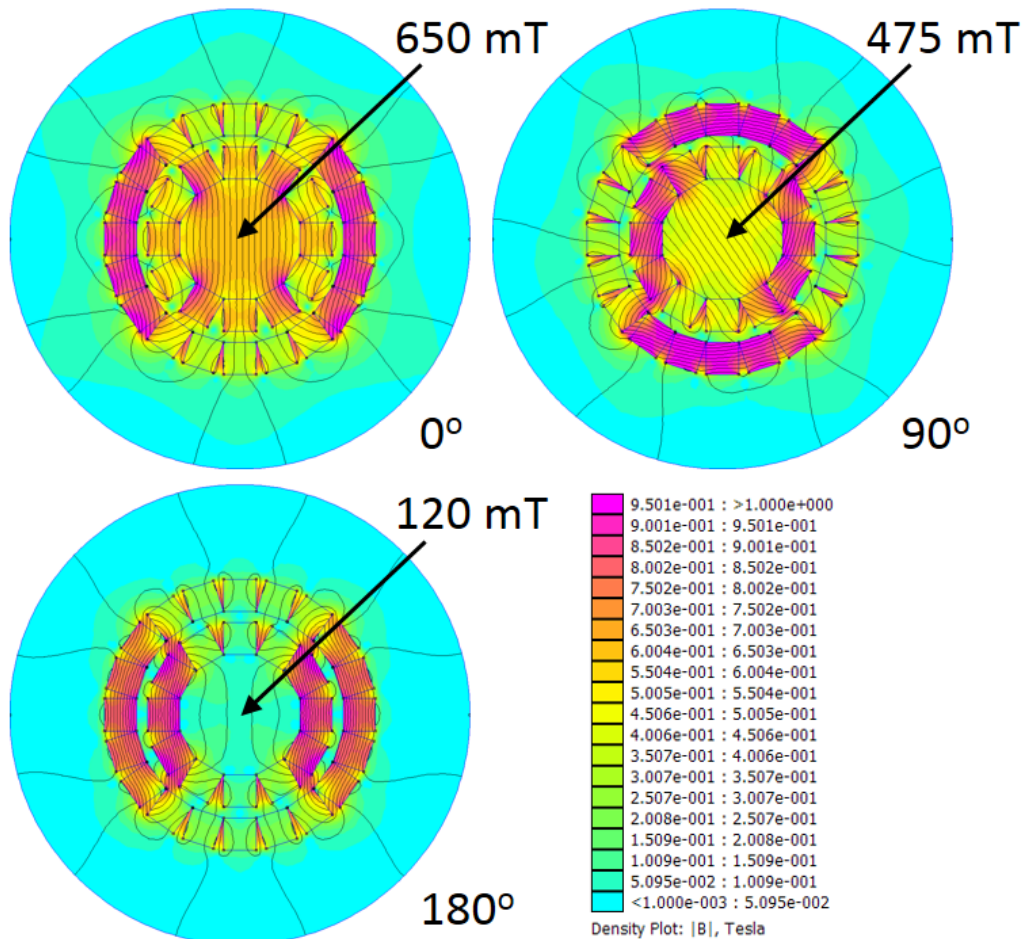 650 mT
475 mT
0º
90º
120 mT
180º
9.501e-001 : >1.000e+000
9.001e-001 : 9.501e-001
8.502e-001 : 9.001e-001
8.002e-001 : 8.502e-001
7.502e-001 : 8.002e-001
7.003e-001 : 7.502e-001
6.503e-001 : 7.003e-001
6.004e-001 : 6.503e-001
5.504e-001 : 6.004e-001
5.005e-001 : 5.504e-001
4.506e-001 : 5.005e-001
4.006e-001 : 4.506e-001
3.507e-001 : 4.006e-001
3.007e-001 : 3.507e-001
2.507e-001 : 3.007e-001
2.008e-001 : 2.507e-001
1.509e-001 : 2.008e-001
1.009e-001 : 1.509e-001
5.095e-002 : 1.009e-001
<1.000e-003 : 5.095e-002
Density Plot: |B|, Tesla